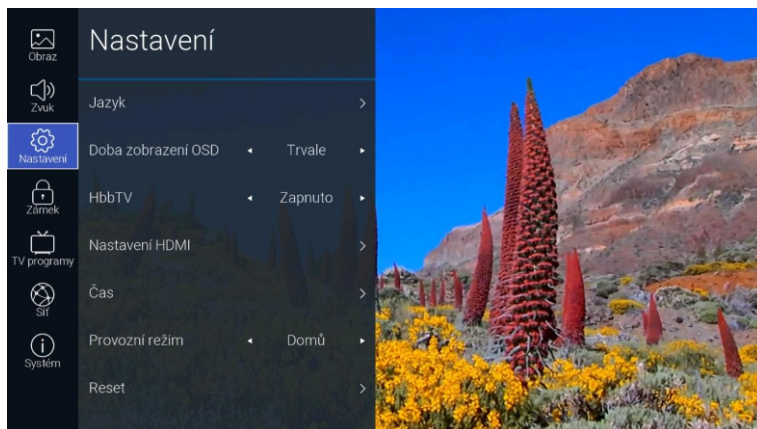 Obraz
Zvuk
Nastavení
Zámek
TV programy
Síť
Systém
Nastavení
Jazyk
Doba zobrazení OSD Trvale
HbbTV Zapnuto
Nastavení HDMI
Čas
Provozní režim Domů
Reset